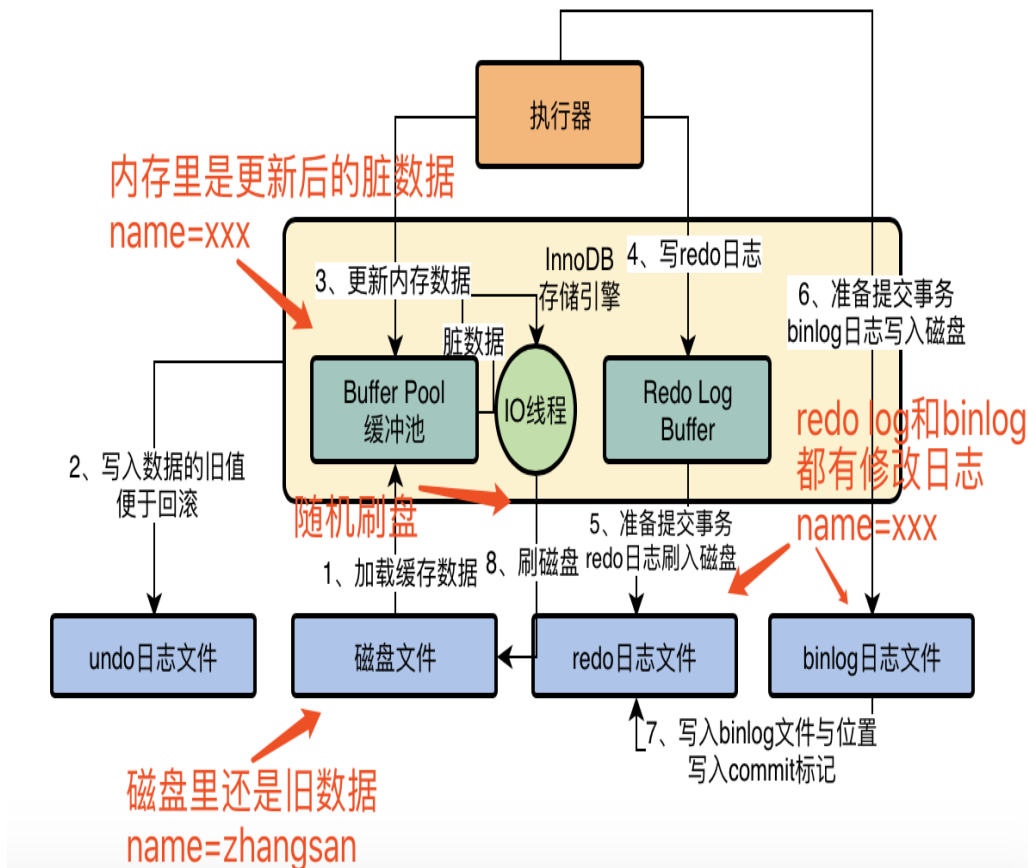 执行器
内存里是更新后的脏数据
name=xxx
3、更新内存数据
InnoDB
存储引擎
4、写redo日志
6、准备提交事务
binlog日志写入磁盘
脏数据
Buffer Pool
缓冲池
IO线程
Redo Log
Buffer
redo log和binlog
都有修改日志
name=xxx
2、写入数据的旧值
便于回滚
随机刷盘
5、准备提交事务
redo日志刷入磁盘
1、加载缓存数据
8、刷磁盘
undo日志文件
磁盘文件
redo日志文件
binlog日志文件
7、写入binlog文件与位置
写入commit标记
磁盘里还是旧数据
name=zhangsan